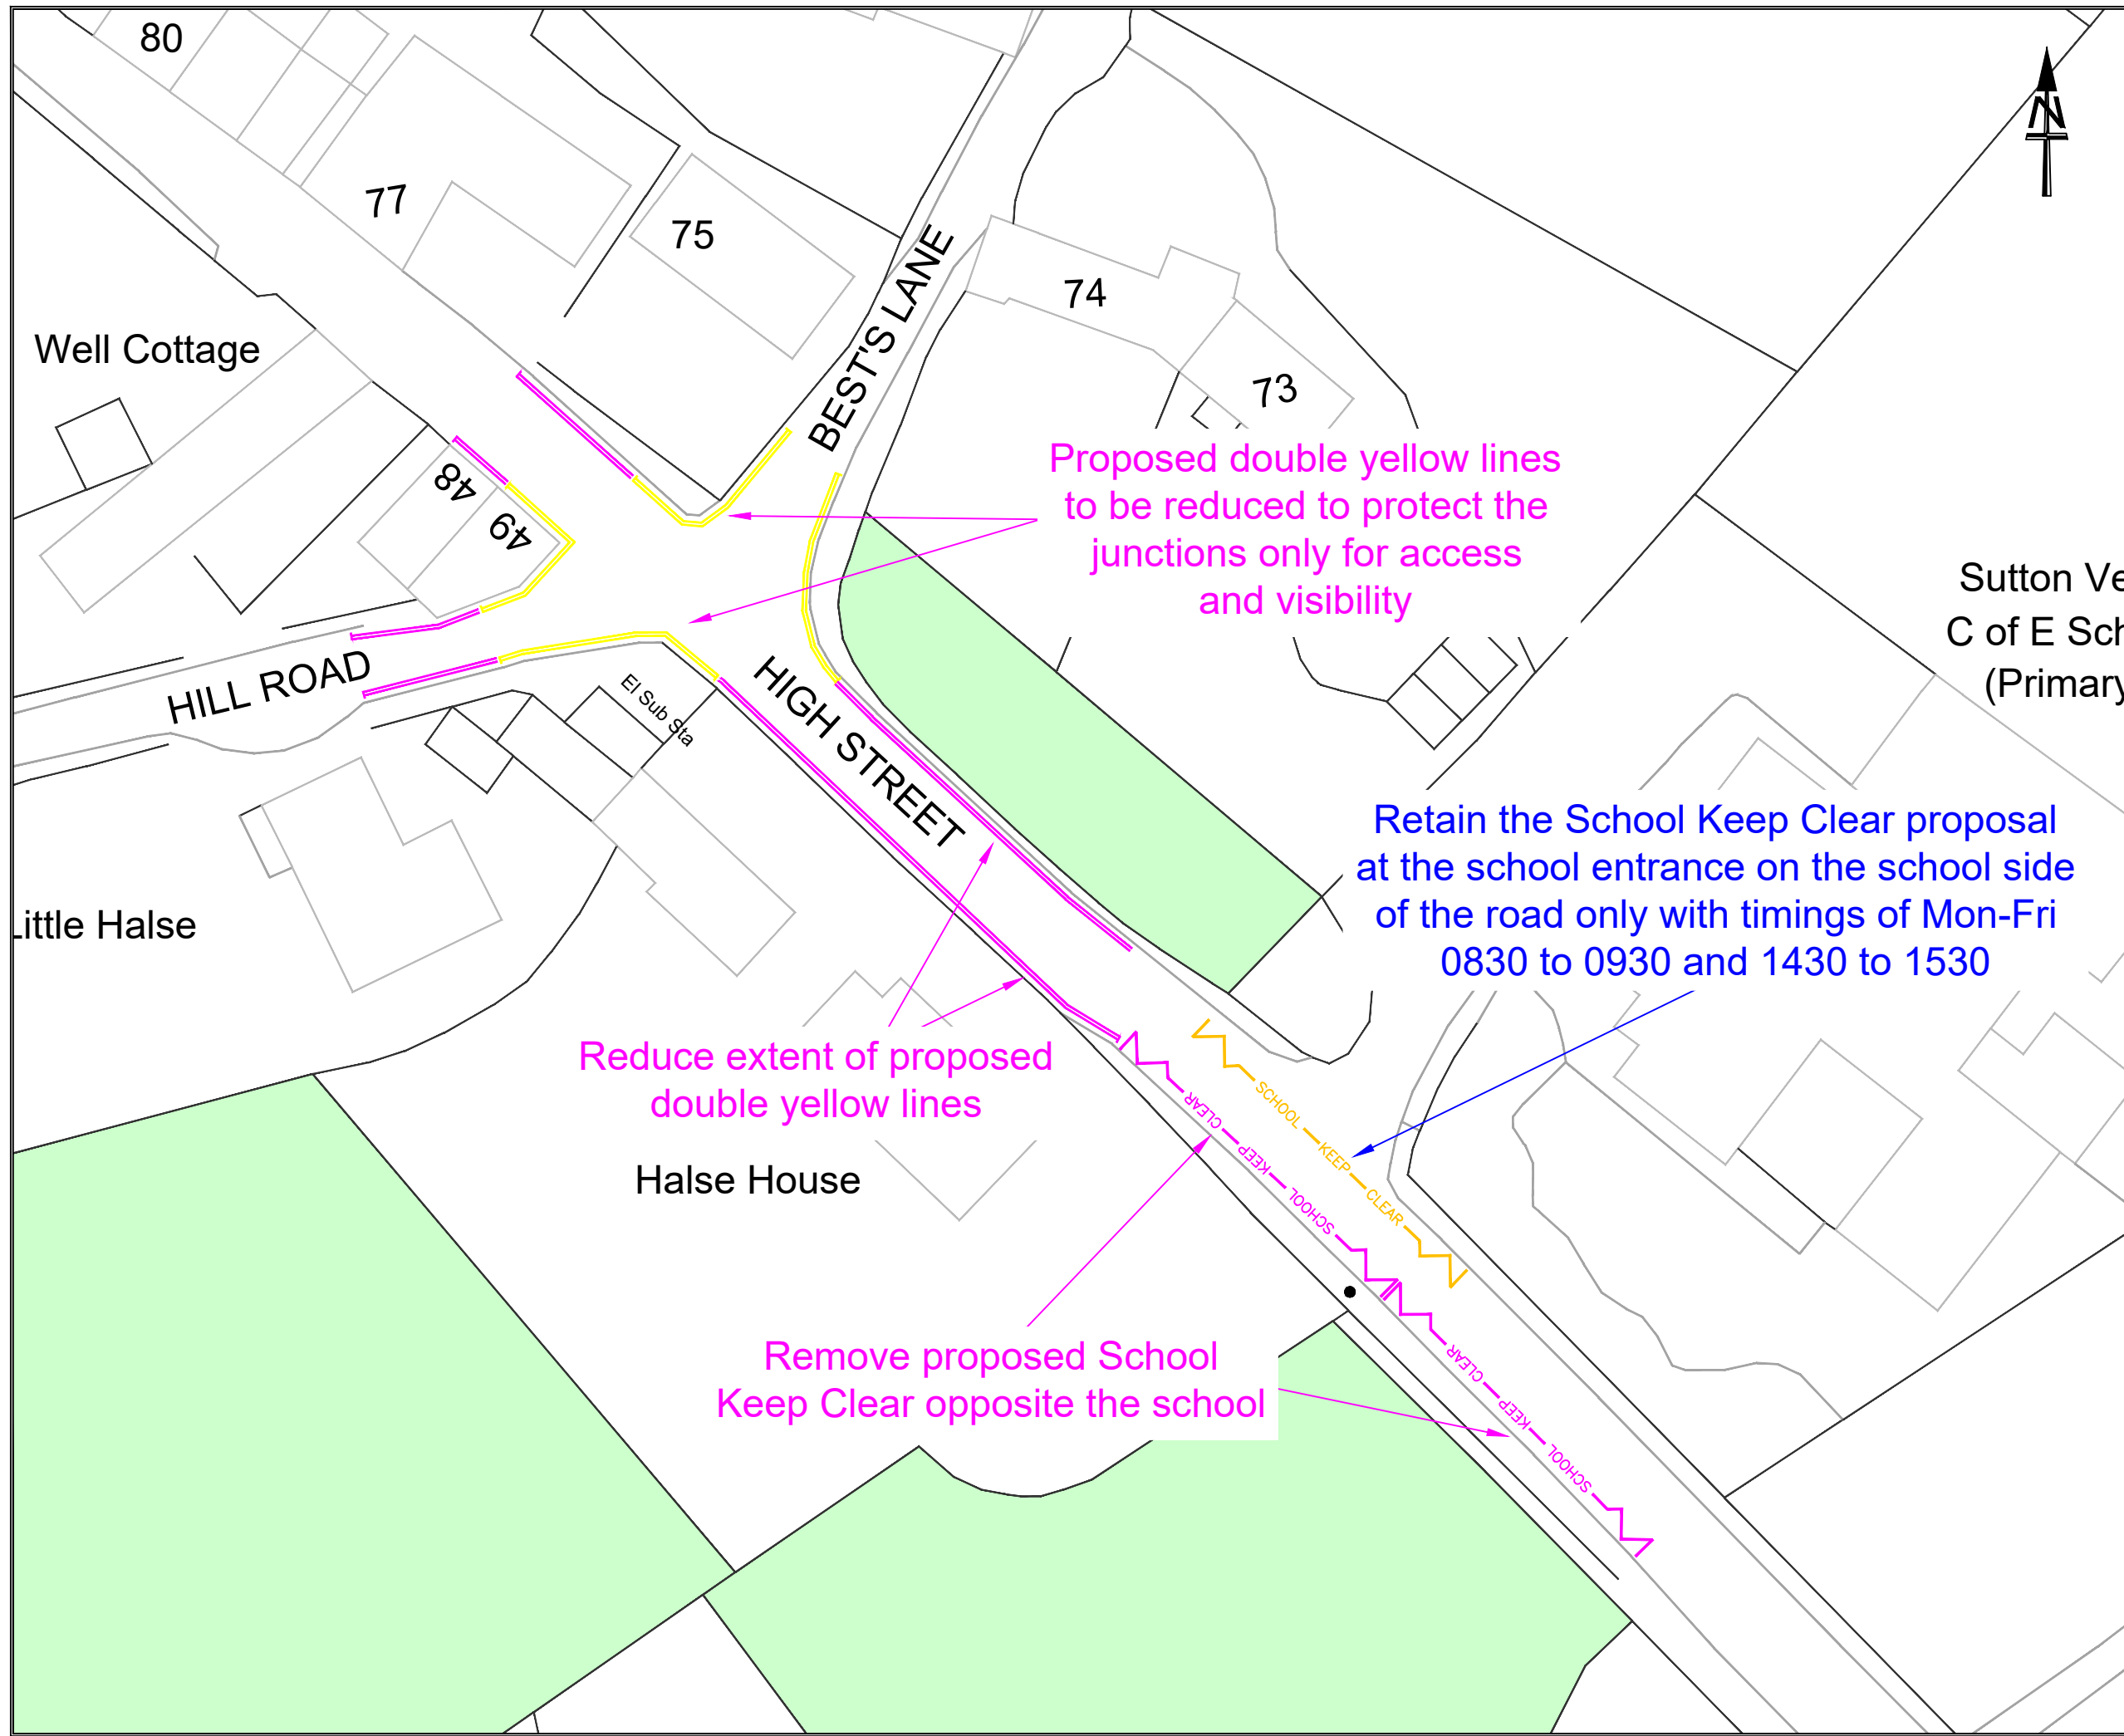 80
N
77
75
BEST'S LANE
74
73
Well Cottage
48
49
Proposed double yellow lines
to be reduced to protect the
junctions only for access
and visibility
Sutton Ve
C of E Sch
(Primary
HILL ROAD
El Sub Sta
HIGH STREET
Retain the School Keep Clear proposal
at the school entrance on the school side
of the road only with timings of Mon-Fri
0830 to 0930 and 1430 to 1530
Little Halse
Reduce extent of proposed
double yellow lines
SCHOOL KEEP CLEAR
SCHOOL KEEP CLEAR
Halse House
Remove proposed School
Keep Clear opposite the school
SCHOOL KEEP CLEAR